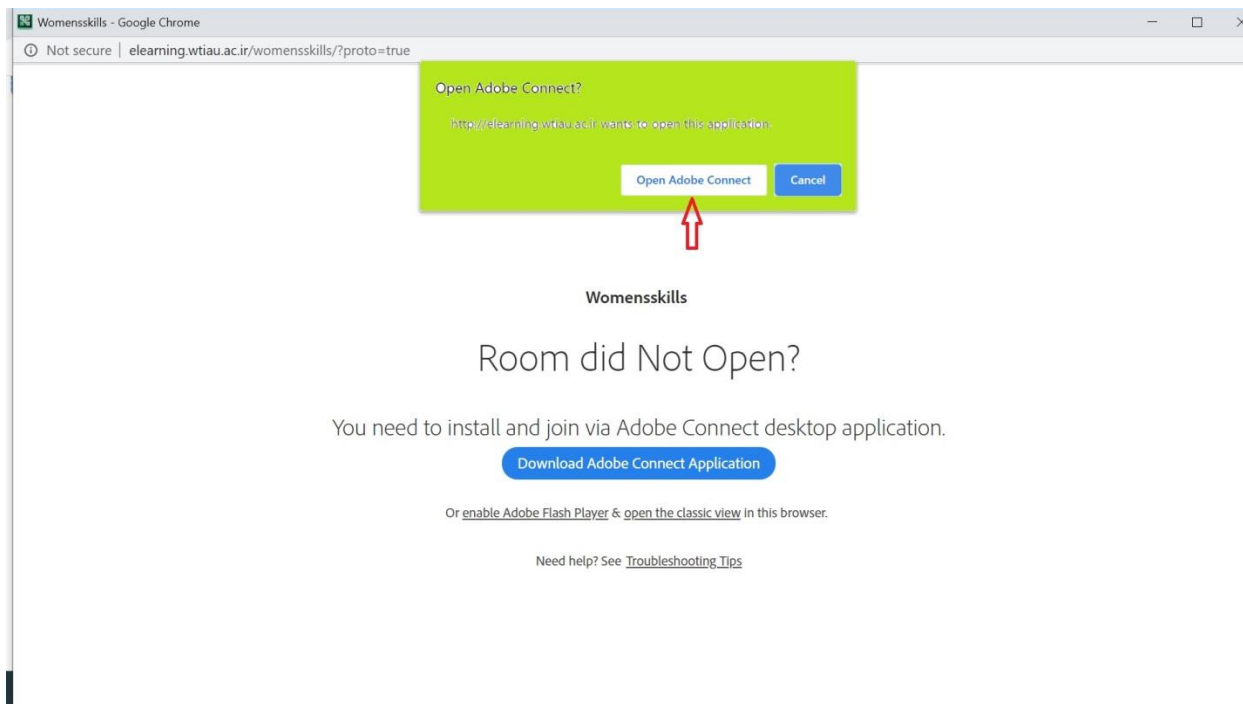 Womensskills - Google Chrome
Not secure | elearning.wtiau.ac.ir/womensskills/?proto=true
Open Adobe Connect?
http://elearning.wtiau.ac.ir wants to open this application.
Open Adobe Connect
Cancel
Womensskills
Room did Not Open?
You need to install and join via Adobe Connect desktop application.
Download Adobe Connect Application
Or enable Adobe Flash Player & open the classic view in this browser.
Need help? See Troubleshooting Tips